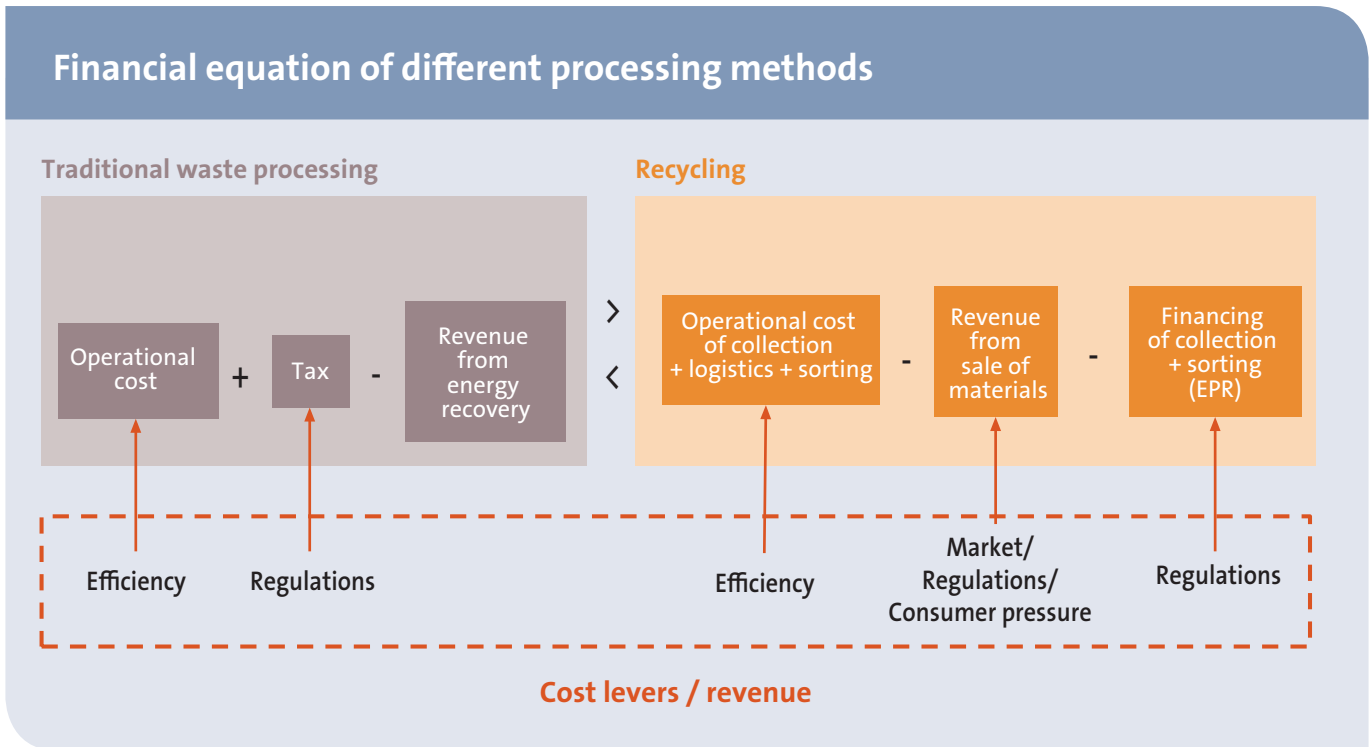 Financial equation of different processing methods
Traditional waste processing
Operational
cost
+
Tax
-
Revenue
from
energy
recovery
>
<
Recycling
Operational cost
of collection
+ logistics + sorting
-
Revenue
from
sale of
materials
-
Financing
of collection
+ sorting
(EPR)
Efficiency
Regulations
Efficiency
Market/
Regulations/
Consumer pressure
Regulations
Cost levers / revenue